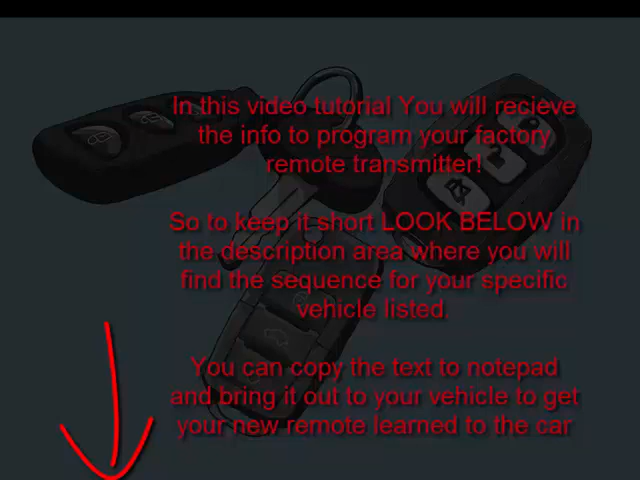 In this video tutorial You will recieve
the info to program your factory
remote transmitter!
So to keep it short LOOK BELOW in
the description area where you will
find the sequence for your specific
vehicle listed.
You can copy the text to notepad
and bring it out to your vehicle to get
your new remote learned to the car